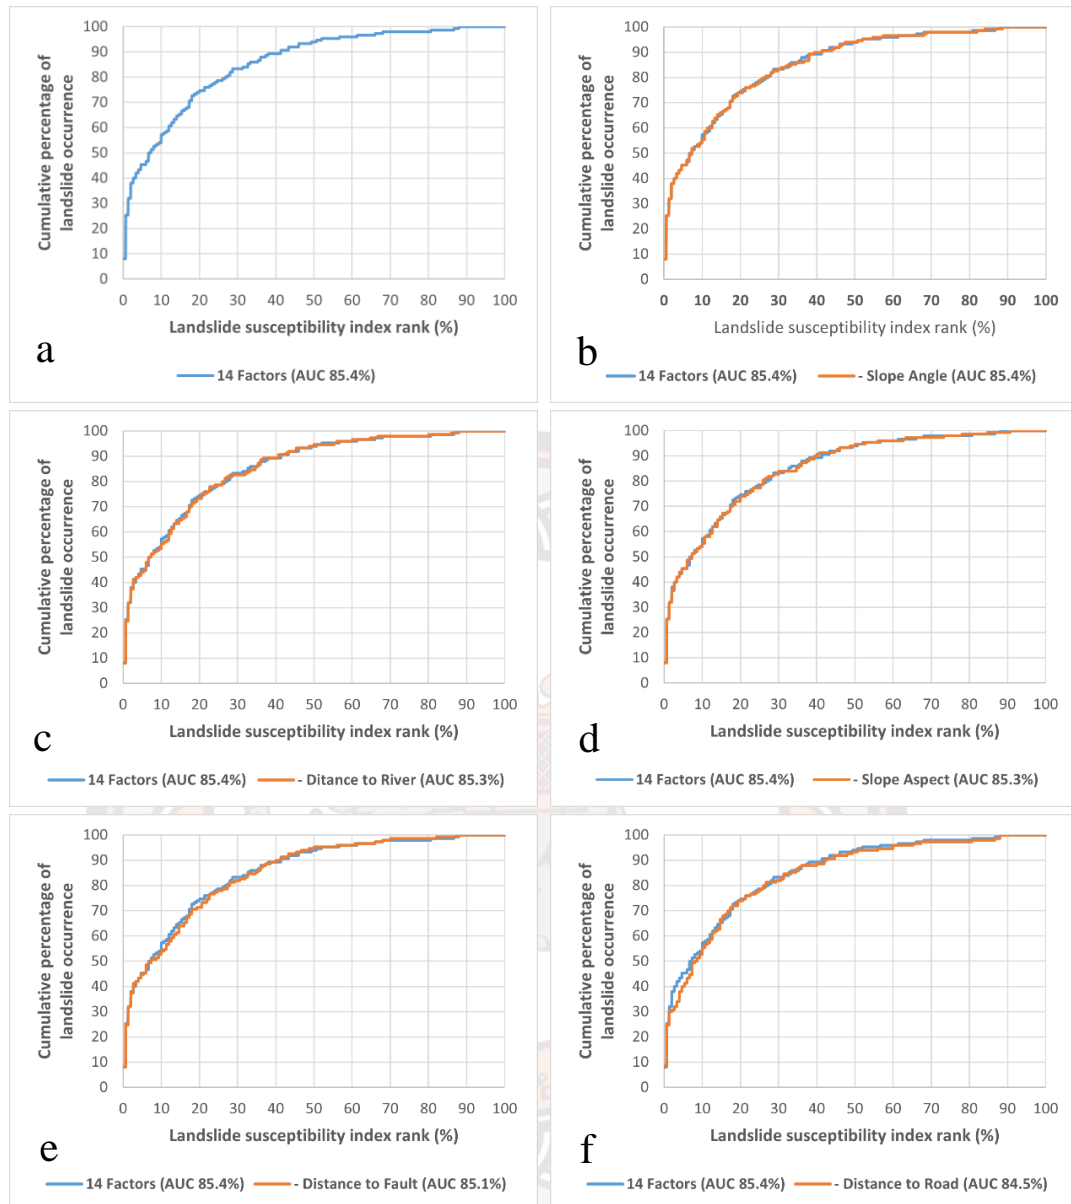 Cumulative percentage of
landslide occurrence
100
90
80
70
60
50
40
30
20
10
0
0 10 20 30 40 50 60 70 80 90 100
Landslide susceptibility index rank (%)
a
14 Factors (AUC 85.4%)
Cumulative percentage of
landslide occurrence
100
90
80
70
60
50
40
30
20
10
0
0 10 20 30 40 50 60 70 80 90 100
Landslide susceptibility index rank (%)
b
14 Factors (AUC 85.4%) - Slope Angle (AUC 85.4%)
Cumulative percentage of
landslide occurrence
100
90
80
70
60
50
40
30
20
10
0
0 10 20 30 40 50 60 70 80 90 100
Landslide susceptibility index rank (%)
c
14 Factors (AUC 85.4%) - Ditance to River (AUC 85.3%)
Cumulative percentage of
landslide occurrence
100
90
80
70
60
50
40
30
20
10
0
0 10 20 30 40 50 60 70 80 90 100
Landslide susceptibility index rank (%)
d
14 Factors (AUC 85.4%) - Slope Aspect (AUC 85.3%)
Cumulative percentage of
landslide occurrence
100
90
80
70
60
50
40
30
20
10
0
0 10 20 30 40 50 60 70 80 90 100
Landslide susceptibility index rank (%)
e
14 Factors (AUC 85.4%) - Distance to Fault (AUC 85.1%)
Cumulative percentage of
landslide occurrence
100
90
80
70
60
50
40
30
20
10
0
0 10 20 30 40 50 60 70 80 90 100
Landslide susceptibility index rank (%)
f
14 Factors (AUC 85.4%) - Distance to Road (AUC 84.5%)